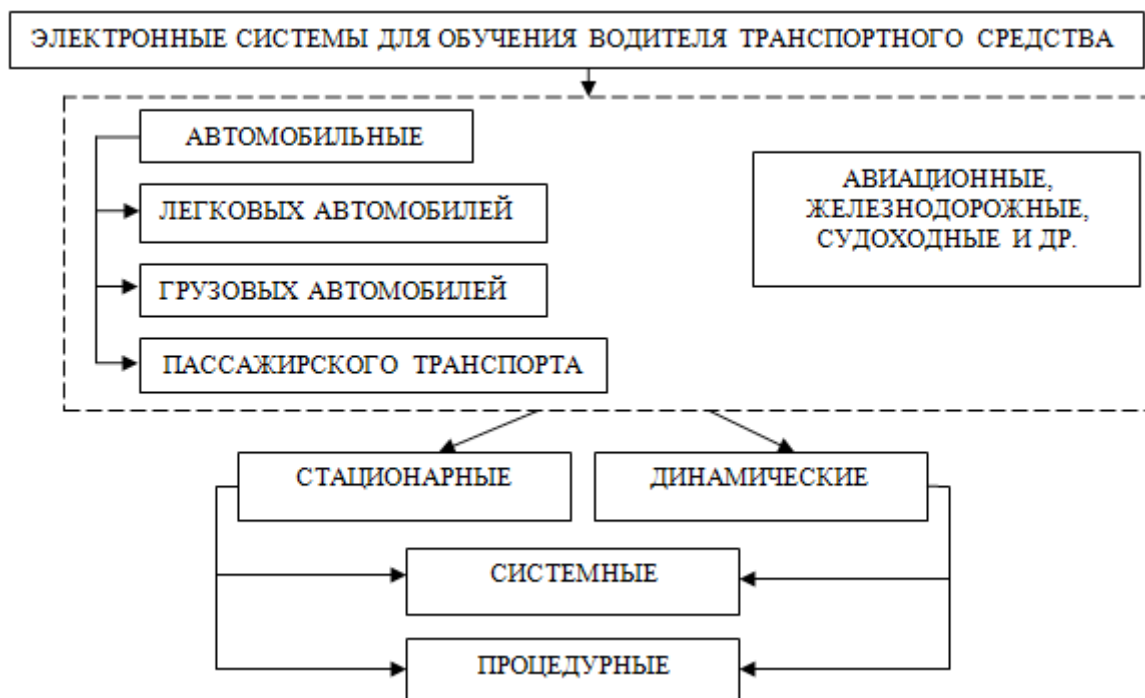 ЭЛЕКТРОННЫЕ СИСТЕМЫ ДЛЯ ОБУЧЕНИЯ ВОДИТЕЛЯ ТРАНСПОРТНОГО СРЕДСТВА
АВТОМОБИЛЬНЫЕ
ЛЕГКОВЫХ АВТОМОБИЛЕЙ
ГРУЗОВЫХ АВТОМОБИЛЕЙ
ПАССАЖИРСКОГО ТРАНСПОРТА
АВИАЦИОННЫЕ,
ЖЕЛЕЗНОДОРОЖНЫЕ,
СУДОХОДНЫЕ И ДР.
СТАЦИОНАРНЫЕ
ДИНАМИЧЕСКИЕ
СИСТЕМНЫЕ
ПРОЦЕДУРНЫЕ